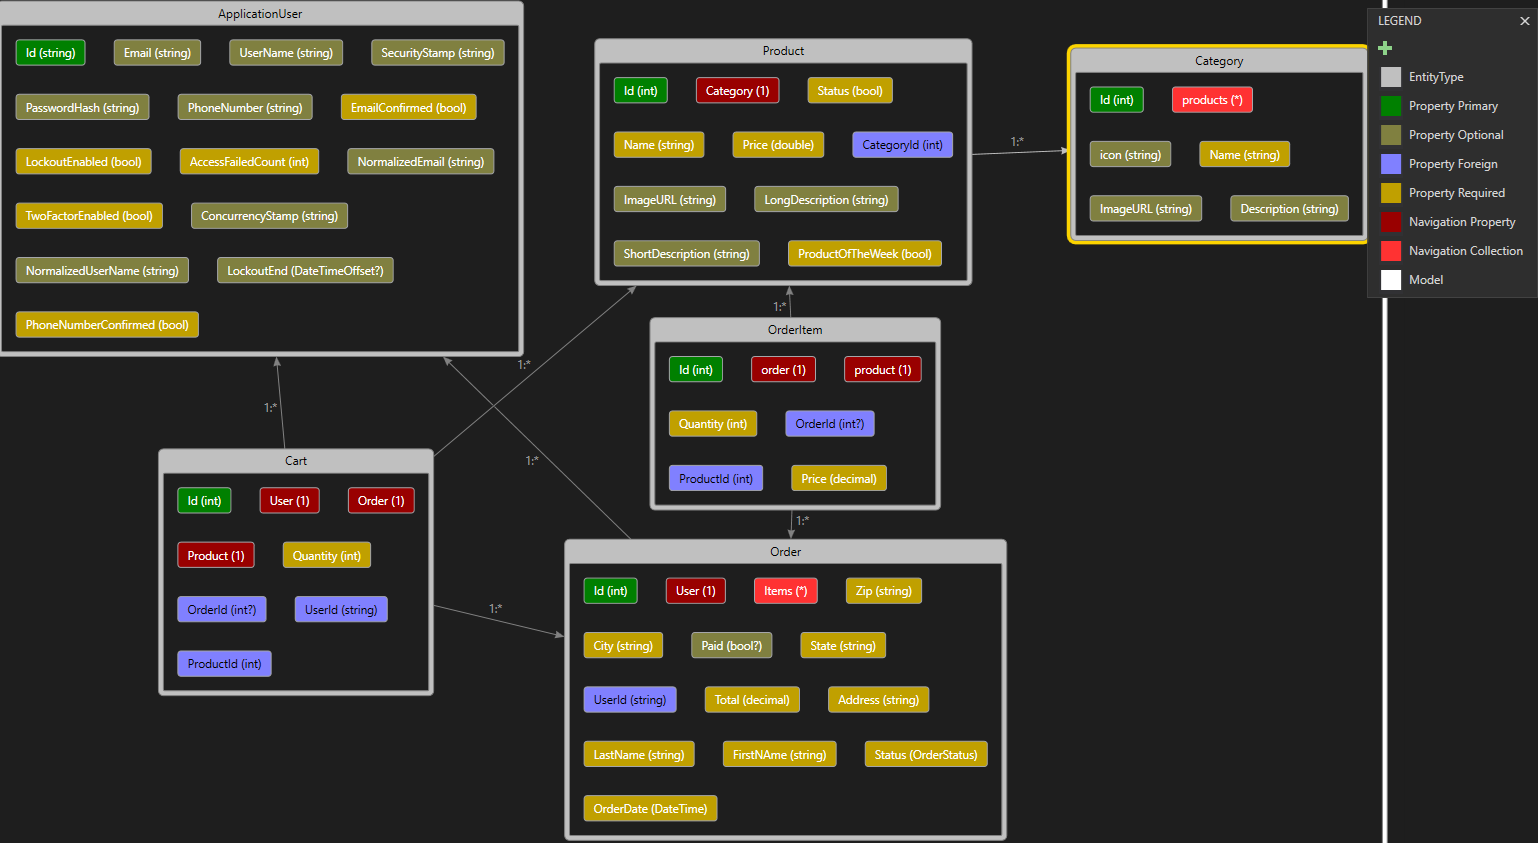 ApplicationUser
Id (string) Email (string) UserName (string) SecurityStamp (string)
PasswordHash (string) PhoneNumber (string) EmailConfirmed (bool)
LockoutEnabled (bool) AccessFailedCount (int) NormalizedEmail (string)
TwoFactorEnabled (bool) ConcurrencyStamp (string)
NormalizedUserName (string) LockoutEnd (DateTimeOffset?)
PhoneNumberConfirmed (bool)
Product
Id (int) Category (1) Status (bool)
Name (string) Price (double) CategoryId (int)
ImageURL (string) LongDescription (string)
ShortDescription (string) ProductOfTheWeek (bool)
1:*
Category
Id (int) products (*)
icon (string) Name (string)
ImageURL (string) Description (string)
LEGEND
EntityType
Property Primary
Property Optional
Property Foreign
Property Required
Navigation Property
Navigation Collection
Model
1:*
OrderItem
Id (int) order (1) product (1)
Quantity (int) OrderId (int?)
ProductId (int) Price (decimal)
1:*
1:*
1:*
1:*
Cart
Id (int) User (1) Order (1)
Product (1) Quantity (int)
OrderId (int?) UserId (string)
ProductId (int)
1:*
Order
Id (int) User (1) Items (*) Zip (string)
City (string) Paid (bool?) State (string)
UserId (string) Total (decimal) Address (string)
LastName (string) FirstNAme (string) Status (OrderStatus)
OrderDate (DateTime)